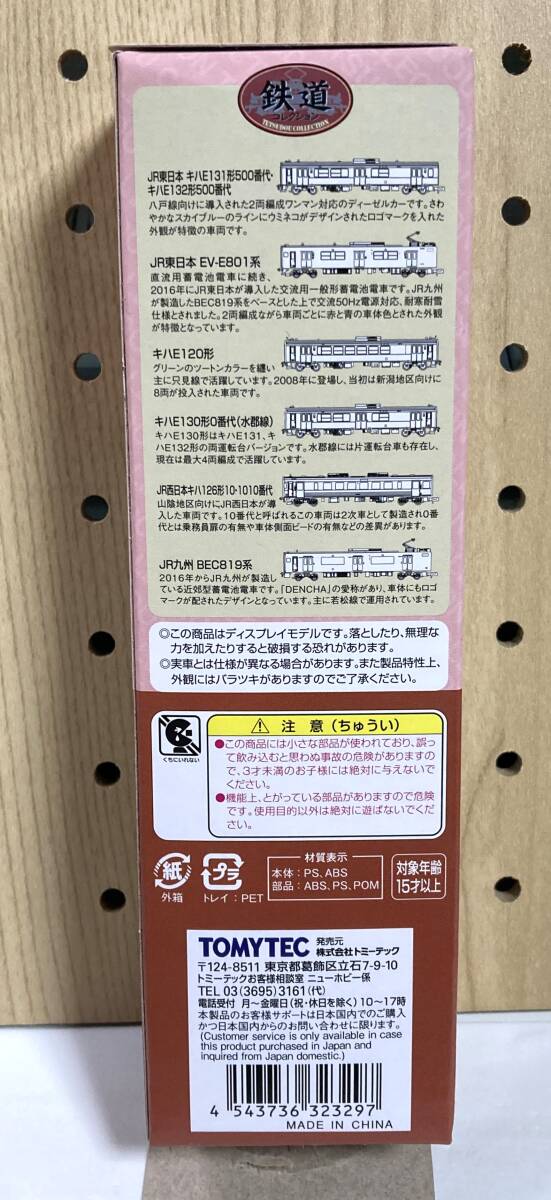 鉄道
コレクション
TETSUDOU COLLECTION
JR東日本 キハE131形500番代・
キハE132形500番代
八戸線向けに導入された2両編成ワンマン対応のディーゼルカーです。さわ
やかなスカイブルーのラインにウミネコがデザインされたロゴマークを入れた
外観が特徴の車両です。
JR東日本 EV-E801系
直流用蓄電池電車に続き、
2016年にJR東日本が導入した交流用一般形蓄電池電車です。JR九州
が製造したBEC819系をベースとした上で交流50Hz電源対応、耐寒耐雪
仕様とされました。2両編成ながら車両ごとに赤と青の車体色とされた外観
が特徴となっています。
キハE120形
グリーンのツートンカラーを纏い
主に只見線で活躍しています。2008年に登場し、当初は新潟地区向けに
8両が投入された車両です。
キハE130形0番代(水郡線)
キハE130形はキハE131、キ
ハE132形の両運転台バージョンです。水郡線には片運転台車も存在し、
現在は最大4両編成で活躍しています。
JR西日本キハ126形10・1010番代
山陰地区向けにJR西日本が導
入した車両です。10番代と呼ばれるこの車両は2次車として製造され0番
代とは乗務員扉の有無や車体側面ビードの有無などの差異があります。
JR九州 BEC819系
2016年からJR九州が製造して
いる近郊型蓄電池電車です。「DENCHA」の愛称があり、車体にもロゴ
マークが配されたデザインとなっています。主に若松線で運用されています。
◎この商品はディスプレイモデルです。落としたり、無理な
力を加えたりすると破損する恐れがあります。
◎実車とは仕様が異なる場合があります。また製品特性上、
外観にはバラツキがありますのでご了承ください。
くちにいれない
注意(ちゅうい)
●この商品には小さな部品が使われており、誤っ
て飲み込むと思わぬ事故の危険がありますの
で、3才未満のお子様には絶対に与えないで
ください。
●機能上、とがっている部品がありますので危険
です。使用目的以外は絶対に遊ばないでくだ
さい。
紙
外箱
プラ
トレイ:PET
材質表示
本体:PS、ABS
部品:ABS、PS、POM
対象年齢
15才以上
TOMYTEC 発売元 株式会社トミーテック
〒124-8511 東京都葛飾区立石7-9-10
トミーテックお客様相談室 ニューホビー係
TEL 03(3695)3161(代)
電話受付 月〜金曜日(祝・休日を除く)10〜17時
本製品のお客様サポートは日本国内でのご購入
かつ日本国内からのお問い合わせに限ります。
(Customer service is only available in case
this product purchased in Japan and
inquired from Japan domestic.)
4 543736 323297
MADE IN CHINA